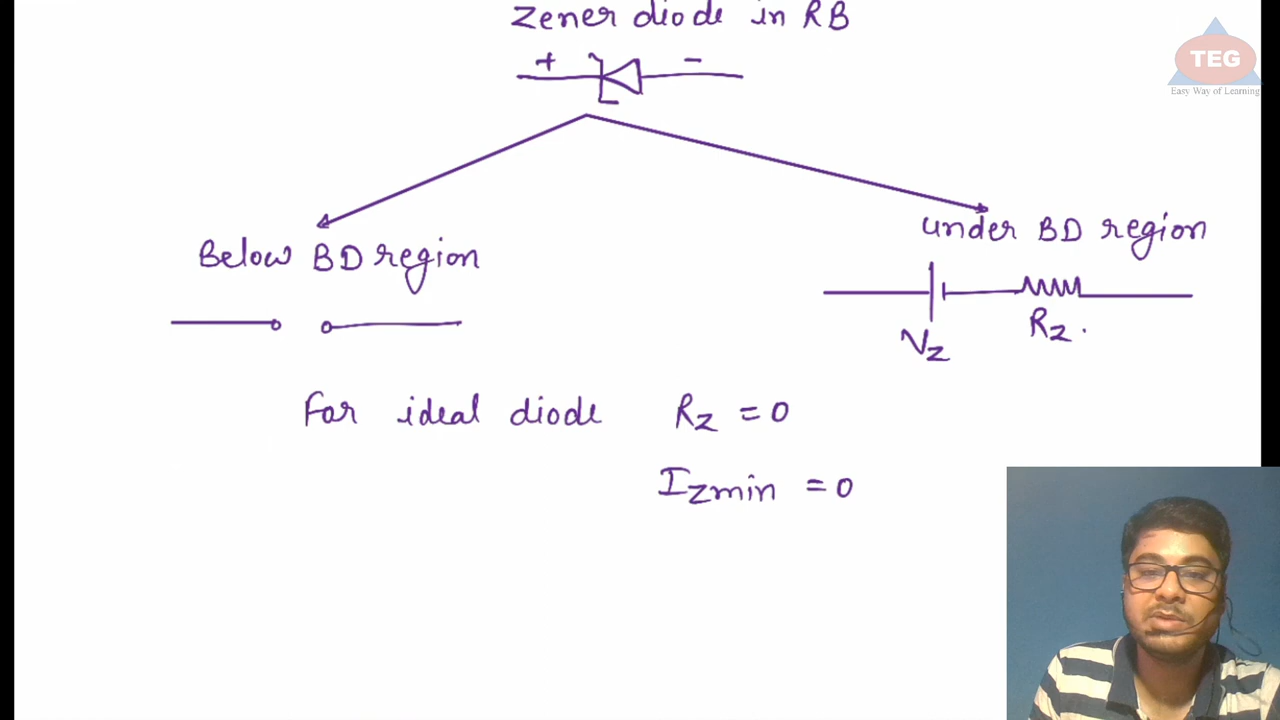 Zener diode in RB
TEG
Easy Way of Learning
+ -
Below BD region
under BD region
Vz
Rz.
For ideal diode Rz = 0
Izmin = 0